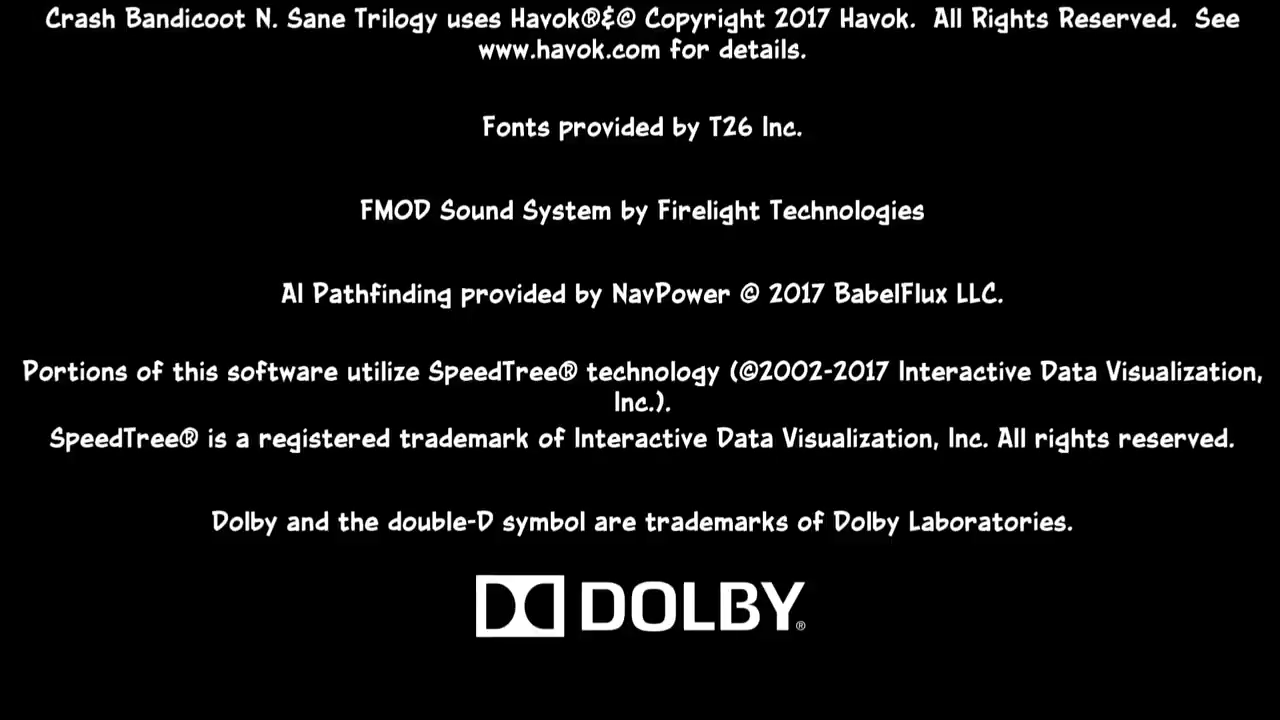 Crash Bandicoot N. Sane Trilogy uses Havok®&© Copyright 2017 Havok.  All Rights Reserved.  See
www.havok.com for details.
Fonts provided by T26 Inc.
FMOD Sound System by Firelight Technologies
AI Pathfinding provided by NavPower © 2017 BabelFlux LLC.
Portions of this software utilize SpeedTree® technology (©2002-2017 Interactive Data Visualization,
Inc.).
SpeedTree® is a registered trademark of Interactive Data Visualization, Inc. All rights reserved.
Dolby and the double-D symbol are trademarks of Dolby Laboratories.
DOLBY®